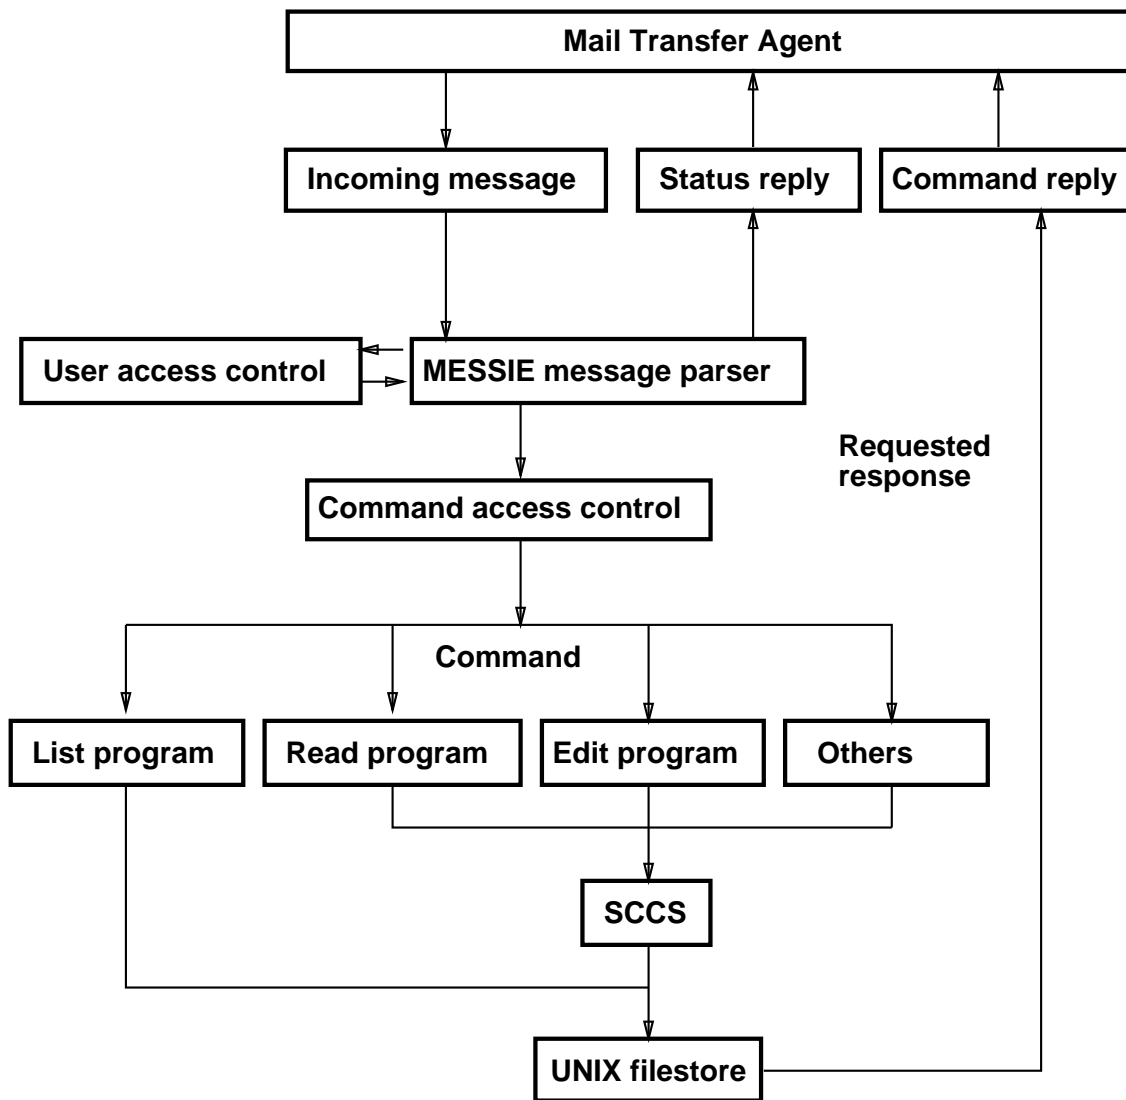 Mail Transfer Agent
Incoming message
Status reply
Command reply
User access control
MESSIE message parser
Requested
response
Command access control
Command
List program
Read program
Edit program
Others
SCCS
UNIX filestore